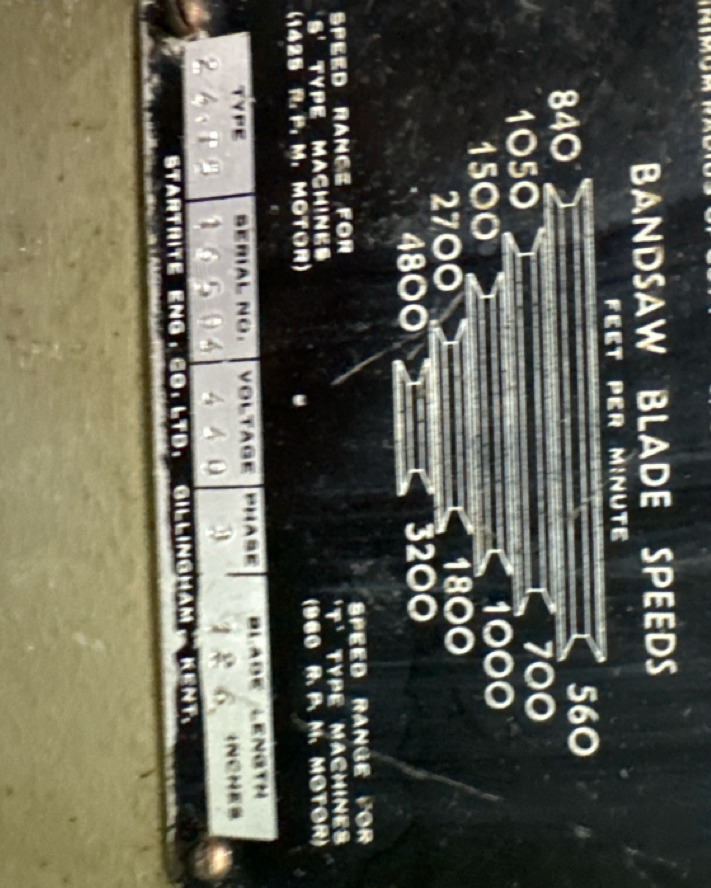 BANDSAW BLADE SPEEDS
FEET PER MINUTE
840 560
1050 700
1500 1000
2700 1800
4800 3200
SPEED RANGE FOR
'S' TYPE MACHINES
(1425 R.P.M. MOTOR)
SPEED RANGE FOR
'T' TYPE MACHINES
(960 R.P.M. MOTOR)
TYPE SERIAL NO. VOLTAGE PHASE BLADE LENGTH
440 3 126 INCHES
STARTRITE ENG. CO. LTD. GILLINGHAM - KENT.